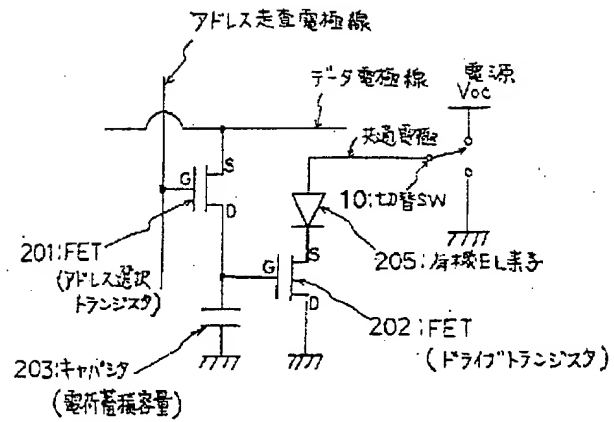 アドレス走査電極線
データ電極線
電源
Voc
共通電極
10:切替SW
S
G
D
201:FET
(アドレス選択
トランジスタ)
205:有機EL素子
S
G
D
202:FET
(ドライブトランジスタ)
203:キャパシタ
(電荷蓄積容量)